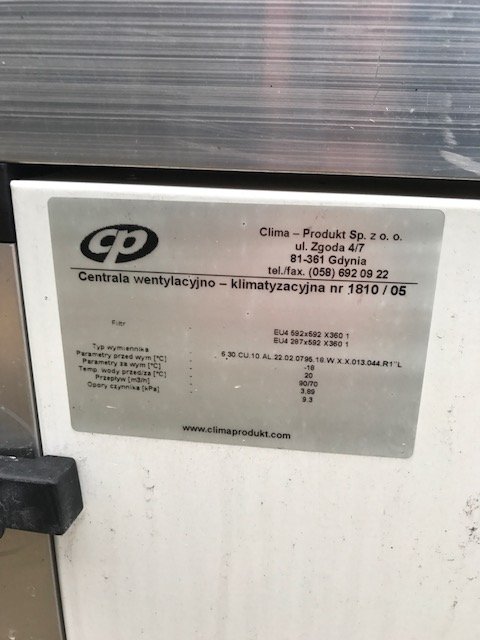 cp
Clima – Produkt Sp. z o. o.
ul. Zgoda 4/7
81-361 Gdynia
tel./fax. (058) 692 09 22
Centrala wentylacyjno – klimatyzacyjna nr 1810 / 05
Filtr EU4 592x592 X360 1
EU4 287x592 X360 1
Typ wymiennika 6.30.CU.10.AL.22.02.0795.18.W.X.X.013.044.R1"L
Parametry przed wym [°C] -18
Parametry za wym [°C] 20
Temp. wody przed/za [°C] 90/70
Przepływ [m3/h] 3.89
Opory czynnika [kPa] 9.3
www.climaprodukt.com